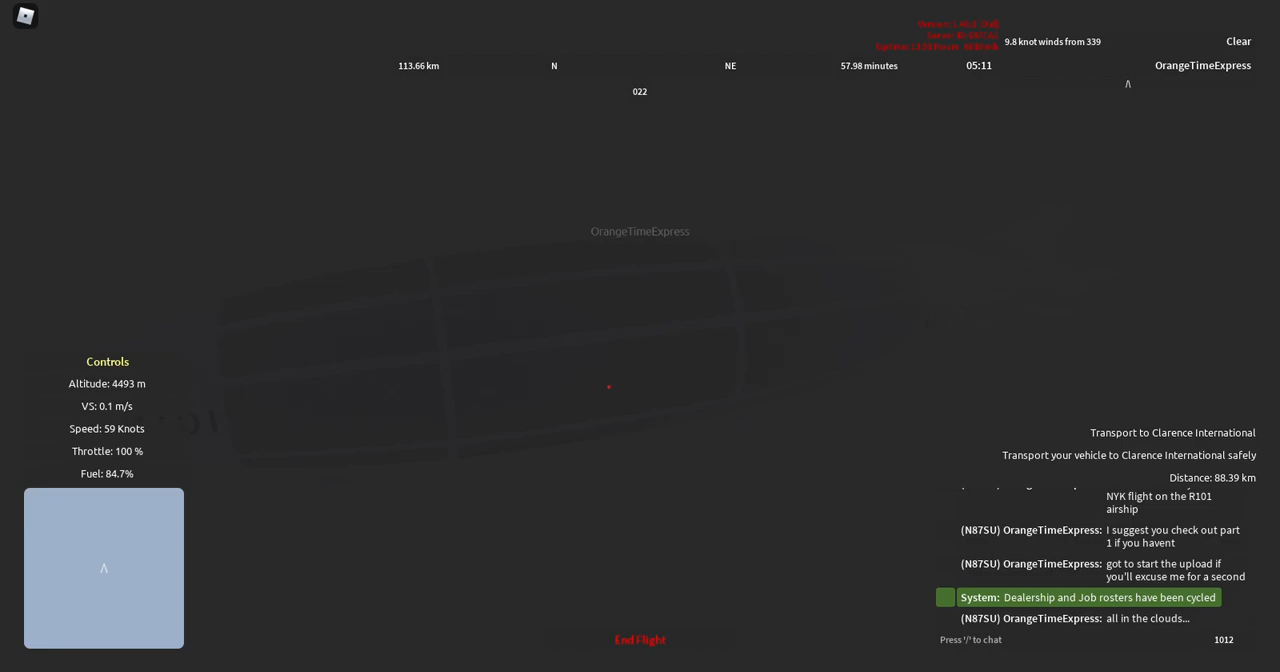 9.8 knot winds from 339
Clear
113.66 km
N
NE
57.98 minutes
05:11
OrangeTimeExpress
/\
022
OrangeTimeExpress
Controls
Altitude: 4493 m
VS: 0.1 m/s
Speed: 59 Knots
Throttle: 100 %
Fuel: 84.7%
/\
Transport to Clarence International
Transport your vehicle to Clarence International safely
Distance: 88.39 km
NYK flight on the R101
airship
(N87SU) OrangeTimeExpress: I suggest you check out part
1 if you havent
(N87SU) OrangeTimeExpress: got to start the upload if
you'll excuse me for a second
System: Dealership and Job rosters have been cycled
(N87SU) OrangeTimeExpress: all in the clouds...
Press '/' to chat
1012
End Flight